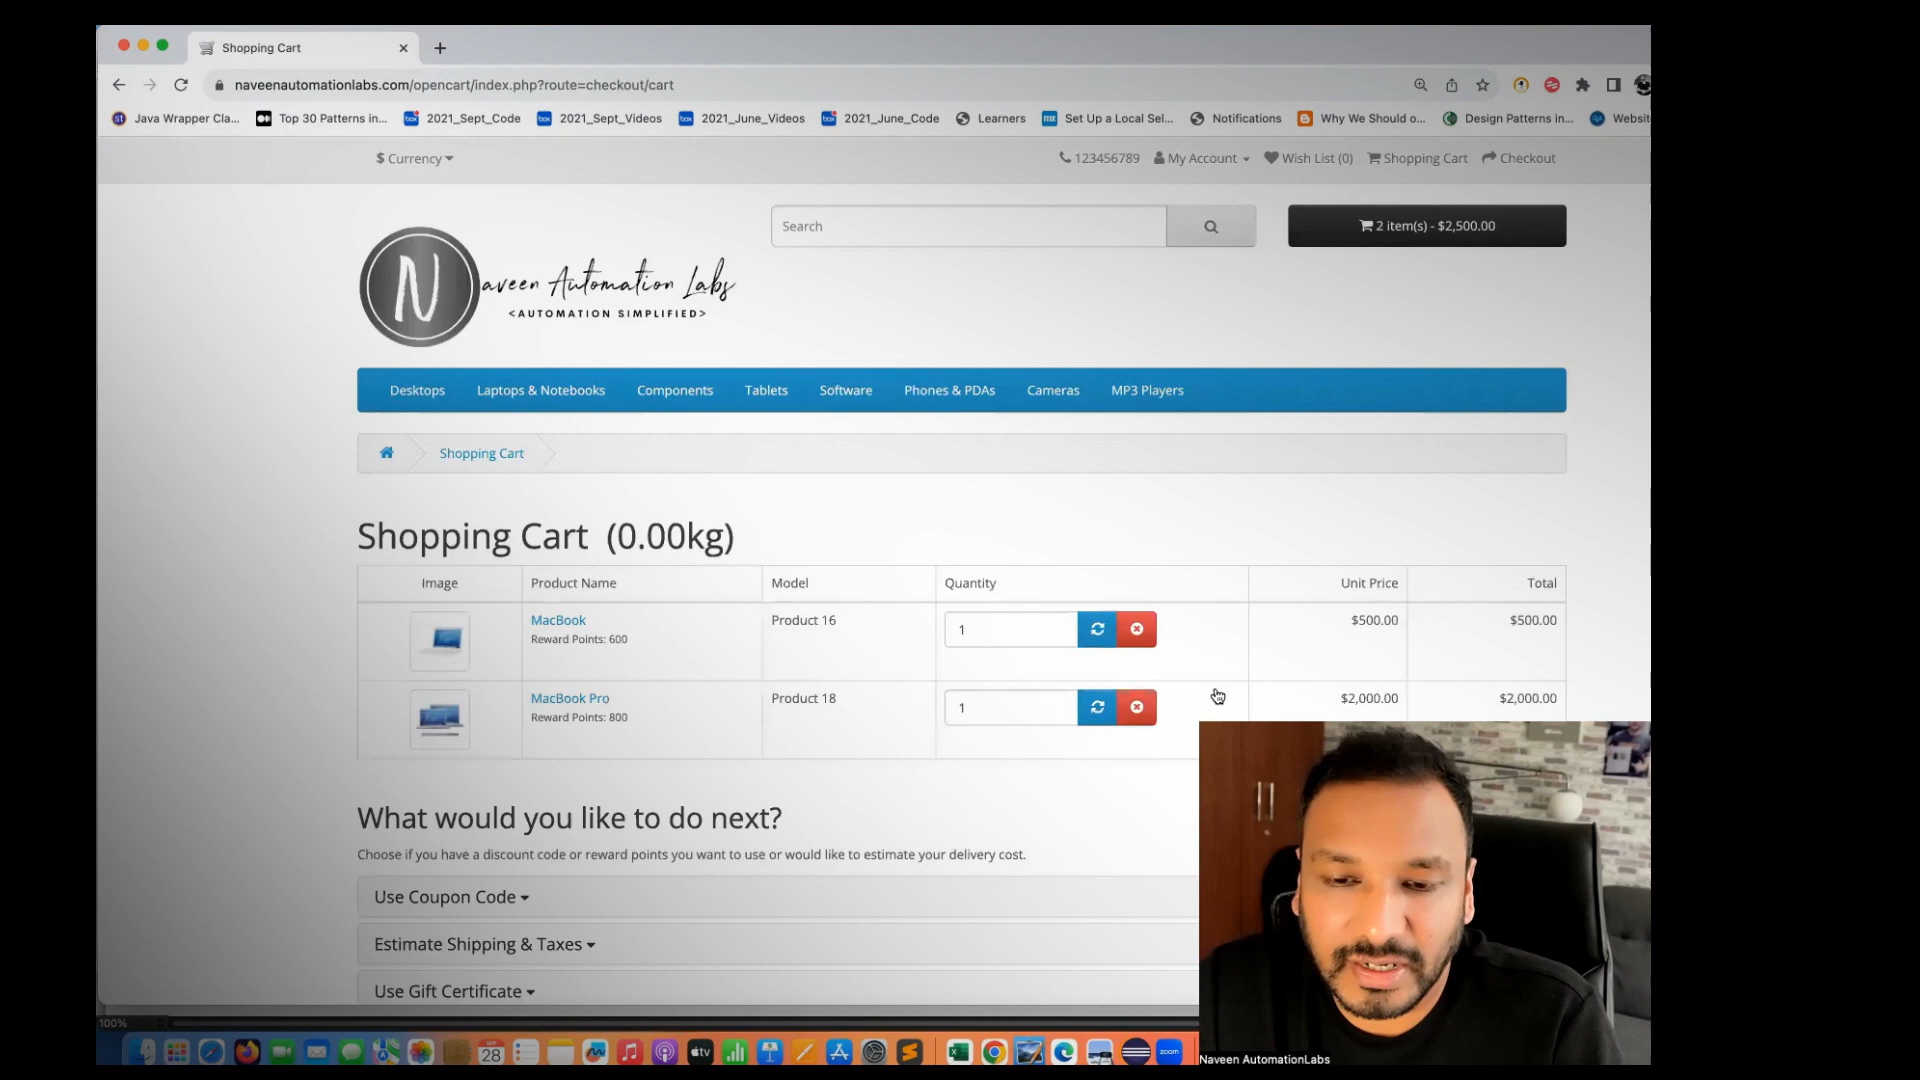 Shopping Cart
naveenautomationlabs.com/opencart/index.php?route=checkout/cart
Java Wrapper Cla... Top 30 Patterns in... 2021_Sept_Code 2021_Sept_Videos 2021_June_Videos 2021_June_Code Learners Set Up a Local Sel... Notifications Why We Should o... Design Patterns in... Websit
$ Currency 123456789 My Account Wish List (0) Shopping Cart Checkout
Search 2 item(s) - $2,500.00
Naveen Automation Labs
<AUTOMATION SIMPLIFIED>
Desktops Laptops & Notebooks Components Tablets Software Phones & PDAs Cameras MP3 Players
Shopping Cart
Shopping Cart (0.00kg)
Image Product Name Model Quantity Unit Price Total
MacBook Product 16 1 $500.00 $500.00
Reward Points: 600
MacBook Pro Product 18 1 $2,000.00 $2,000.00
Reward Points: 800
What would you like to do next?
Choose if you have a discount code or reward points you want to use or would like to estimate your delivery cost.
Use Coupon Code
Estimate Shipping & Taxes
Use Gift Certificate
100%
SEP
28
tv
zoom
Naveen AutomationLabs